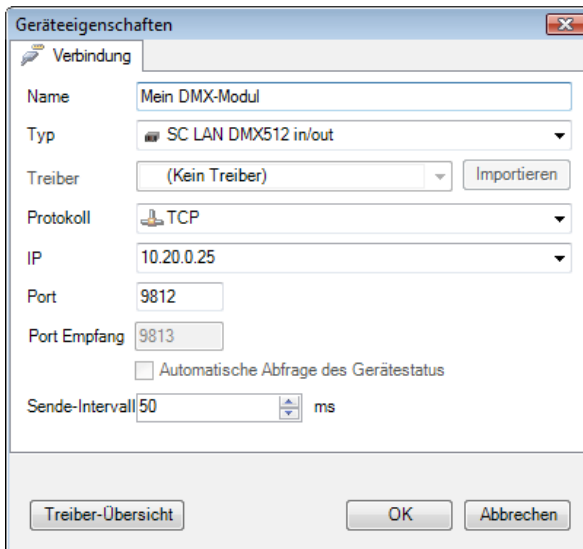 Geräteeigenschaften
Verbindung
Name Mein DMX-Modul
Typ SC LAN DMX512 in/out
Treiber (Kein Treiber) Importieren
Protokoll TCP
IP 10.20.0.25
Port 9812
Port Empfang 9813
Automatische Abfrage des Gerätestatus
Sende-Intervall 50 ms
Treiber-Übersicht OK Abbrechen